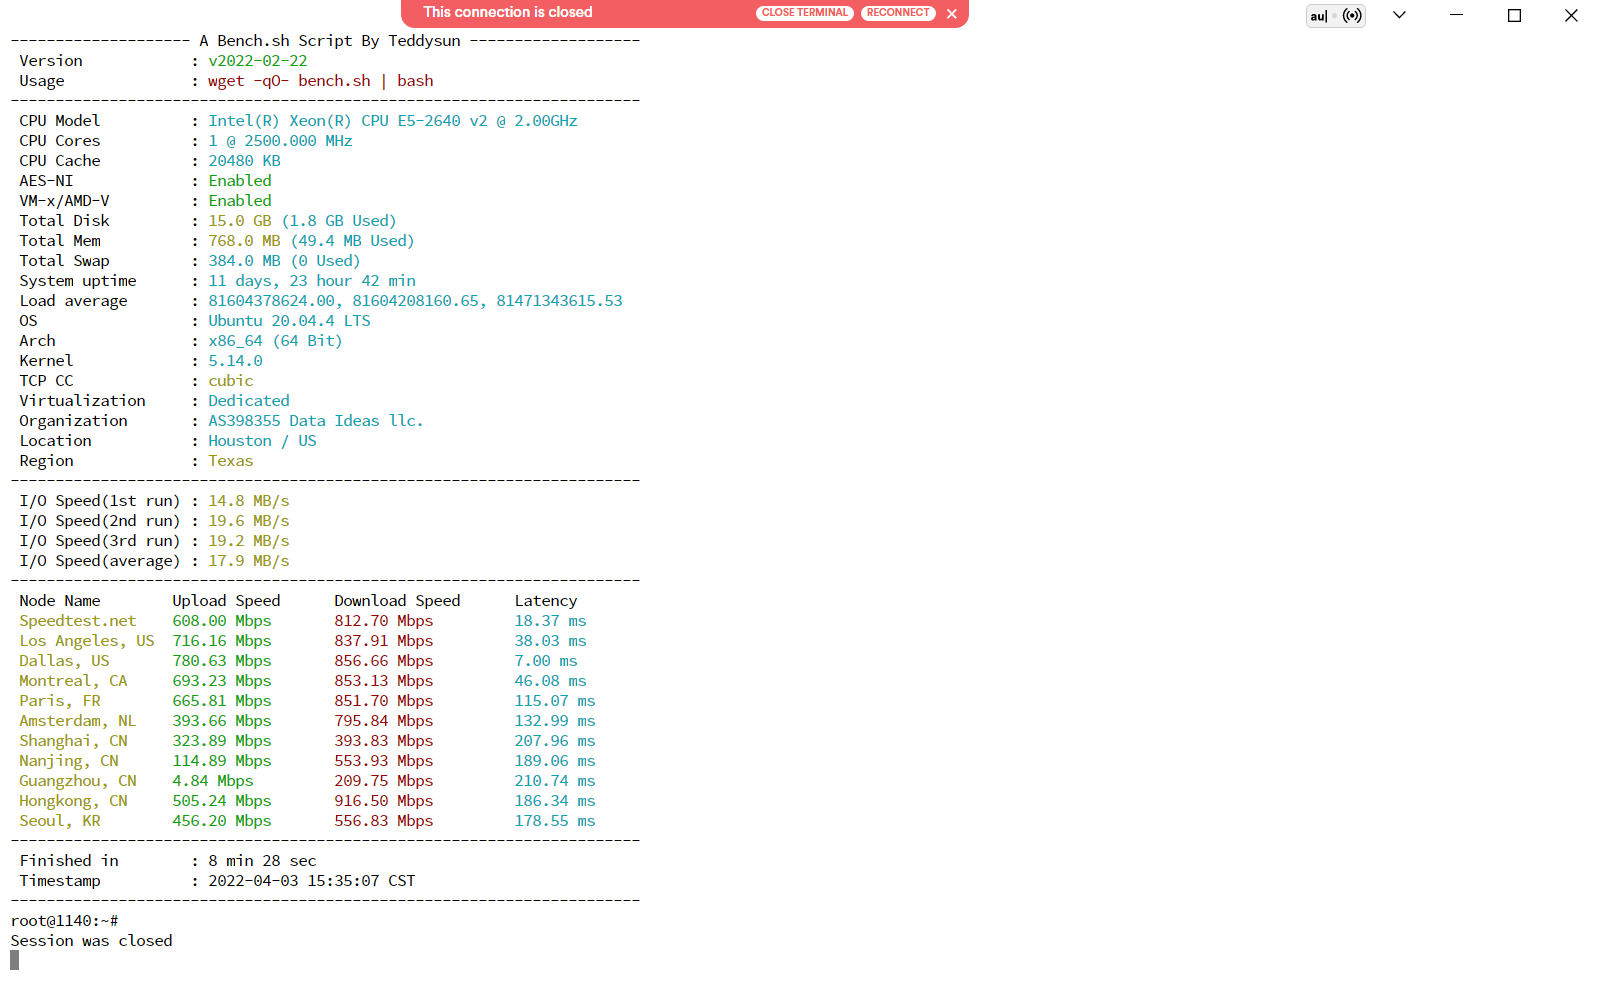 This connection is closed CLOSE TERMINAL RECONNECT
au|
-------------------- A Bench.sh Script By Teddysun -------------------
Version : v2022-02-22
Usage : wget -qO- bench.sh | bash
----------------------------------------------------------------------
CPU Model : Intel(R) Xeon(R) CPU E5-2640 v2 @ 2.00GHz
CPU Cores : 1 @ 2500.000 MHz
CPU Cache : 20480 KB
AES-NI : Enabled
VM-x/AMD-V : Enabled
Total Disk : 15.0 GB (1.8 GB Used)
Total Mem : 768.0 MB (49.4 MB Used)
Total Swap : 384.0 MB (0 Used)
System uptime : 11 days, 23 hour 42 min
Load average : 81604378624.00, 81604208160.65, 81471343615.53
OS : Ubuntu 20.04.4 LTS
Arch : x86_64 (64 Bit)
Kernel : 5.14.0
TCP CC : cubic
Virtualization : Dedicated
Organization : AS398355 Data Ideas llc.
Location : Houston / US
Region : Texas
----------------------------------------------------------------------
I/O Speed(1st run) : 14.8 MB/s
I/O Speed(2nd run) : 19.6 MB/s
I/O Speed(3rd run) : 19.2 MB/s
I/O Speed(average) : 17.9 MB/s
----------------------------------------------------------------------
Node Name Upload Speed Download Speed Latency
Speedtest.net 608.00 Mbps 812.70 Mbps 18.37 ms
Los Angeles, US 716.16 Mbps 837.91 Mbps 38.03 ms
Dallas, US 780.63 Mbps 856.66 Mbps 7.00 ms
Montreal, CA 693.23 Mbps 853.13 Mbps 46.08 ms
Paris, FR 665.81 Mbps 851.70 Mbps 115.07 ms
Amsterdam, NL 393.66 Mbps 795.84 Mbps 132.99 ms
Shanghai, CN 323.89 Mbps 393.83 Mbps 207.96 ms
Nanjing, CN 114.89 Mbps 553.93 Mbps 189.06 ms
Guangzhou, CN 4.84 Mbps 209.75 Mbps 210.74 ms
Hongkong, CN 505.24 Mbps 916.50 Mbps 186.34 ms
Seoul, KR 456.20 Mbps 556.83 Mbps 178.55 ms
----------------------------------------------------------------------
Finished in : 8 min 28 sec
Timestamp : 2022-04-03 15:35:07 CST
----------------------------------------------------------------------
root@1140:~#
Session was closed